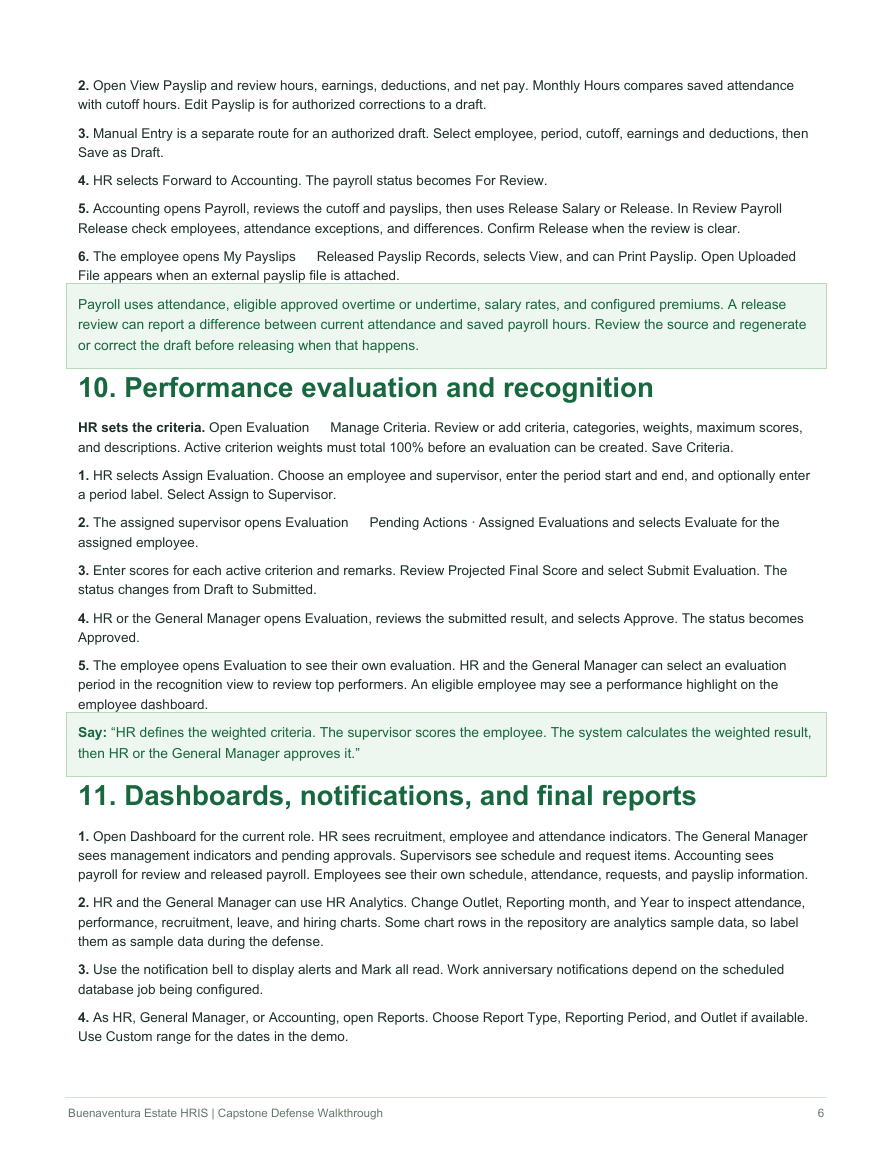 2. Open View Payslip and review hours, earnings, deductions, and net pay. Monthly Hours compares saved attendance
with cutoff hours. Edit Payslip is for authorized corrections to a draft.
3. Manual Entry is a separate route for an authorized draft. Select employee, period, cutoff, earnings and deductions, then
Save as Draft.
4. HR selects Forward to Accounting. The payroll status becomes For Review.
5. Accounting opens Payroll, reviews the cutoff and payslips, then uses Release Salary or Release. In Review Payroll
Release check employees, attendance exceptions, and differences. Confirm Release when the review is clear.
6. The employee opens My Payslips Released Payslip Records, selects View, and can Print Payslip. Open Uploaded
File appears when an external payslip file is attached.
Payroll uses attendance, eligible approved overtime or undertime, salary rates, and configured premiums. A release
review can report a difference between current attendance and saved payroll hours. Review the source and regenerate
or correct the draft before releasing when that happens.
10. Performance evaluation and recognition
HR sets the criteria. Open Evaluation Manage Criteria. Review or add criteria, categories, weights, maximum scores,
and descriptions. Active criterion weights must total 100% before an evaluation can be created. Save Criteria.
1. HR selects Assign Evaluation. Choose an employee and supervisor, enter the period start and end, and optionally enter
a period label. Select Assign to Supervisor.
2. The assigned supervisor opens Evaluation Pending Actions · Assigned Evaluations and selects Evaluate for the
assigned employee.
3. Enter scores for each active criterion and remarks. Review Projected Final Score and select Submit Evaluation. The
status changes from Draft to Submitted.
4. HR or the General Manager opens Evaluation, reviews the submitted result, and selects Approve. The status becomes
Approved.
5. The employee opens Evaluation to see their own evaluation. HR and the General Manager can select an evaluation
period in the recognition view to review top performers. An eligible employee may see a performance highlight on the
employee dashboard.
Say: “HR defines the weighted criteria. The supervisor scores the employee. The system calculates the weighted result,
then HR or the General Manager approves it.”
11. Dashboards, notifications, and final reports
1. Open Dashboard for the current role. HR sees recruitment, employee and attendance indicators. The General Manager
sees management indicators and pending approvals. Supervisors see schedule and request items. Accounting sees
payroll for review and released payroll. Employees see their own schedule, attendance, requests, and payslip information.
2. HR and the General Manager can use HR Analytics. Change Outlet, Reporting month, and Year to inspect attendance,
performance, recruitment, leave, and hiring charts. Some chart rows in the repository are analytics sample data, so label
them as sample data during the defense.
3. Use the notification bell to display alerts and Mark all read. Work anniversary notifications depend on the scheduled
database job being configured.
4. As HR, General Manager, or Accounting, open Reports. Choose Report Type, Reporting Period, and Outlet if available.
Use Custom range for the dates in the demo.
Buenaventura Estate HRIS | Capstone Defense Walkthrough 6